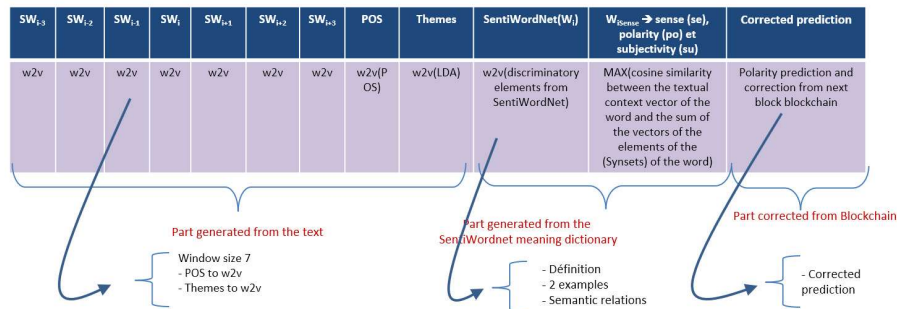 SWi-3 SWi-2 SWi-1 SWi SWi+1 SWi+2 SWi+3 POS Themes SentiWordNet(Wi) WiSense → sense (se),
polarity (po) et
subjectivity (su) Corrected prediction
w2v w2v w2v w2v w2v w2v w2v w2v(P
OS) w2v(LDA) w2v(discriminatory
elements from
SentiWordNet) MAX(cosine similarity
between the textual
context vector of the
word and the sum of
the vectors of the
elements of the
(Synsets) of the word) Polarity prediction and
correction from next
block blockchain
Part generated from the text
Part generated from the
SentiWordnet meaning dictionary
Part corrected from Blockchain
Window size 7
- POS to w2v
- Themes to w2v
- Définition
- 2 examples
- Semantic relations
- Corrected
prediction